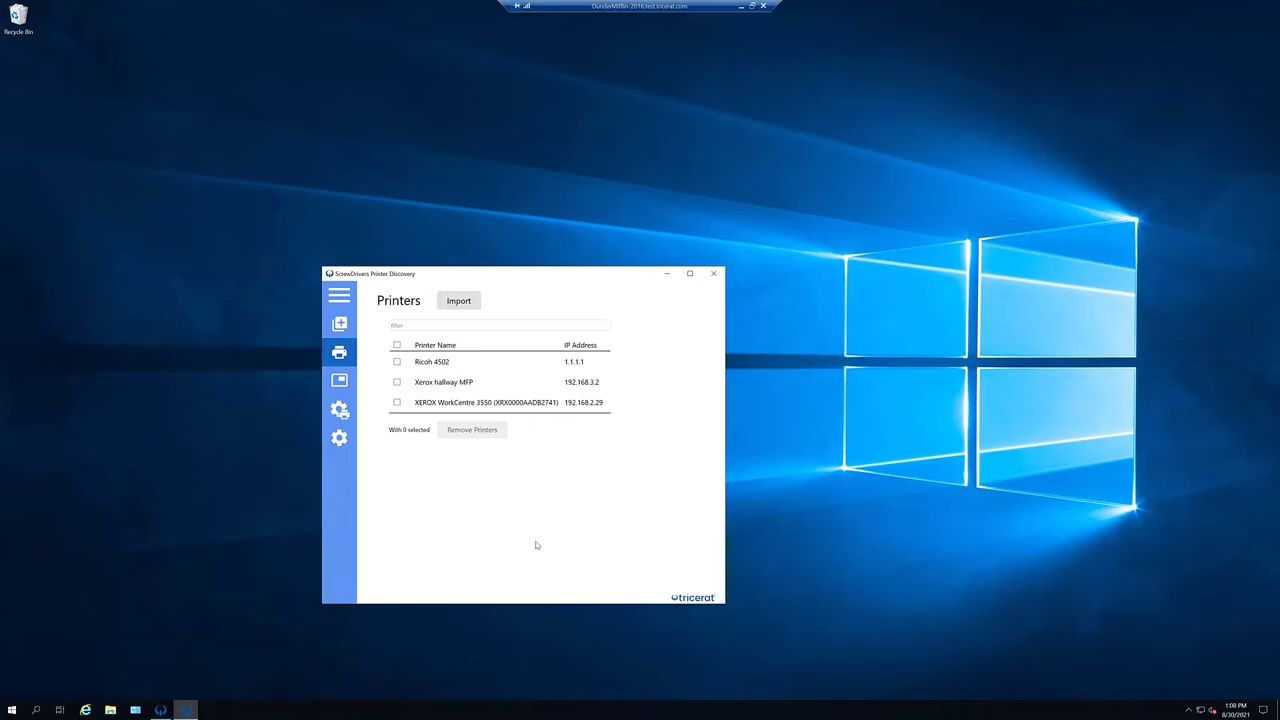 DunderMifflin-2016.test.tricerat.com
Recycle Bin
ScrewDrivers Printer Discovery
Printers
Import
filter
Printer Name IP Address
Ricoh 4502 1.1.1.1
Xerox hallway MFP 192.168.3.2
XEROX WorkCentre 3550 (XRX0000AADB2741) 192.168.2.29
With 0 selected
Remove Printers
tricerat
1:08 PM
8/30/2021